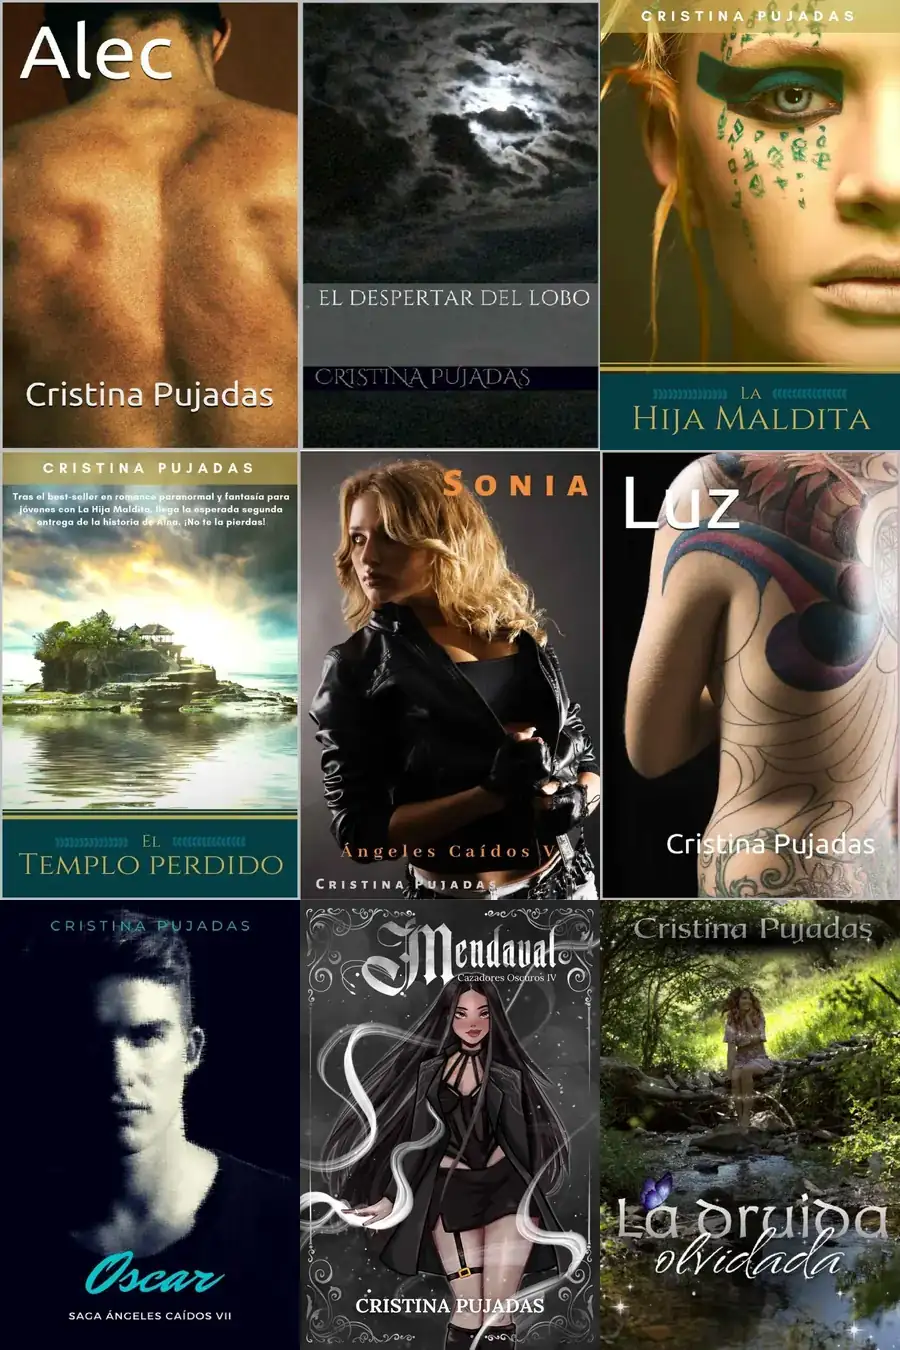 Alec
Cristina Pujadas
EL DESPERTAR DEL LOBO
CRISTINA PUJADAS
CRISTINA PUJADAS
LA
HIJA MALDITA
CRISTINA PUJADAS
Tras el best-seller en romance paranormal y fantasía para
jóvenes con La Hija Maldita, llega la esperada segunda
entrega de la historia de Aina. ¡No te la pierdas!
EL
TEMPLO PERDIDO
SONIA
Ángeles Caídos V
CRISTINA PUJADAS
Luz
Cristina Pujadas
CRISTINA PUJADAS
Oscar
SAGA ÁNGELES CAÍDOS VII
Mendaval
Cazadores Oscuros IV
CRISTINA PUJADAS
Cristina Pujadas
La druida
olvidada